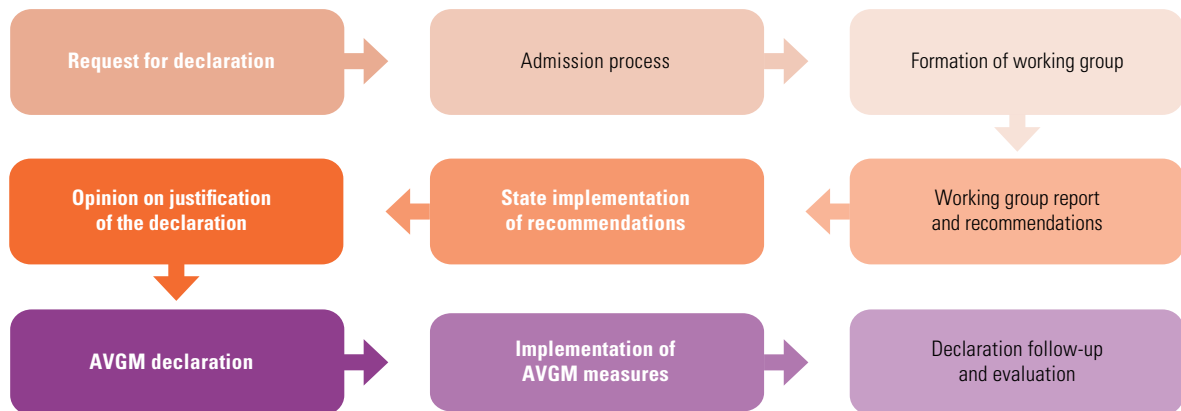 Request for declaration
Admission process
Formation of working group
Working group report
and recommendations
State implementation
of recommendations
Opinion on justification
of the declaration
AVGM declaration
Implementation of
AVGM measures
Declaration follow-up
and evaluation